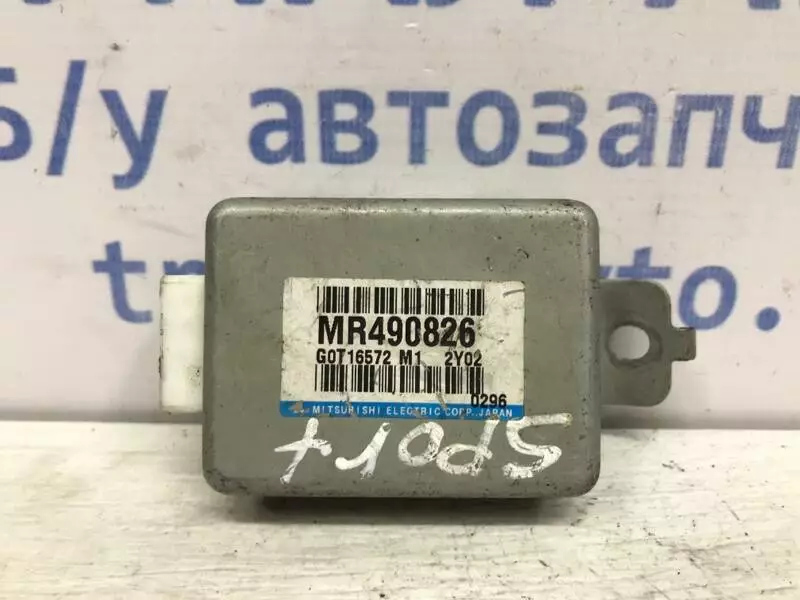 б/у автозапч
MR490826
G0T16572 M1 2Y02
0296
MITSUBISHI ELECTRIC CORP., JAPAN
SPORT